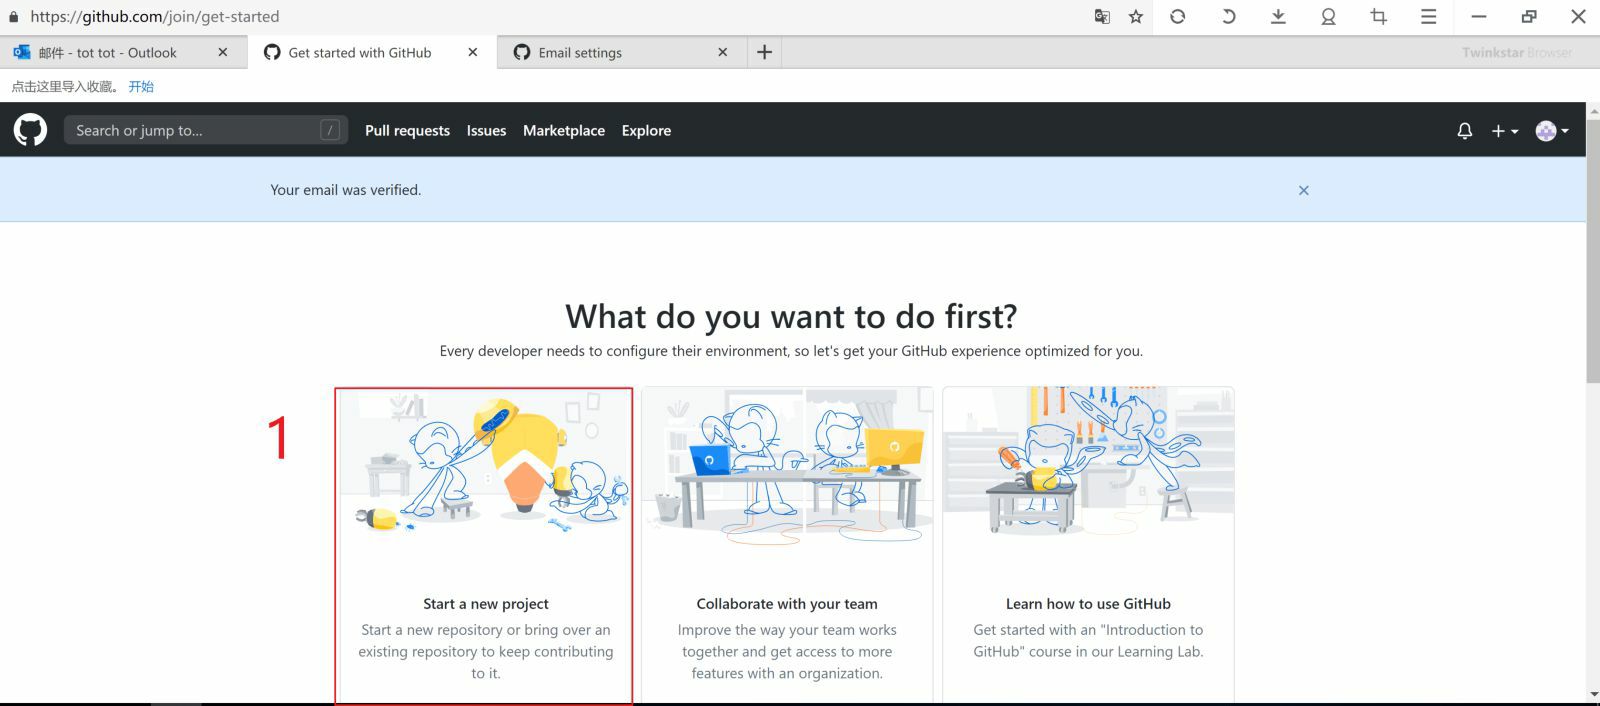 https://github.com/join/get-started
邮件 - tot tot - Outlook
Get started with GitHub
Email settings
Twinkstar Browser
点击这里导入收藏。 开始
Search or jump to... /
Pull requests Issues Marketplace Explore
Your email was verified.
What do you want to do first?
Every developer needs to configure their environment, so let's get your GitHub experience optimized for you.
1
Start a new project
Start a new repository or bring over an
existing repository to keep contributing
to it.
Collaborate with your team
Improve the way your team works
together and get access to more
features with an organization.
Learn how to use GitHub
Get started with an "Introduction to
GitHub" course in our Learning Lab.